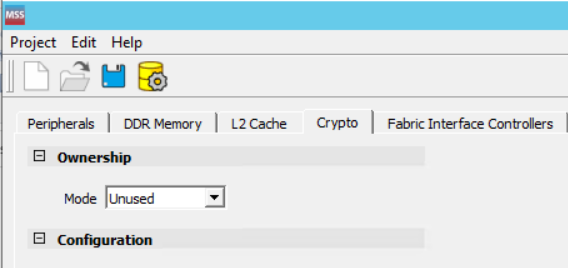 MSS
Project Edit Help
Peripherals DDR Memory L2 Cache Crypto Fabric Interface Controllers
Ownership
Mode Unused
Configuration